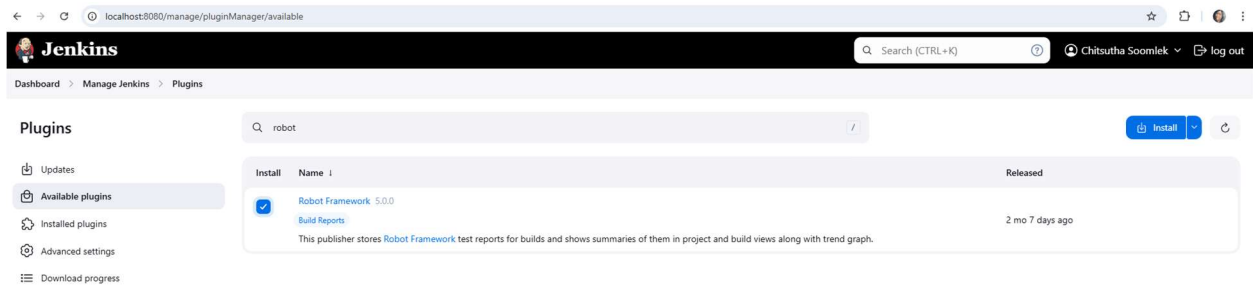 localhost:8080/manage/pluginManager/available
Jenkins
Search (CTRL+K)
Chitsutha Soomlek
log out
Dashboard > Manage Jenkins > Plugins
Plugins
robot
/
Install
Updates
Available plugins
Installed plugins
Advanced settings
Download progress
Install Name ↓ Released
Robot Framework 5.0.0
Build Reports
This publisher stores Robot Framework test reports for builds and shows summaries of them in project and build views along with trend graph.
2 mo 7 days ago